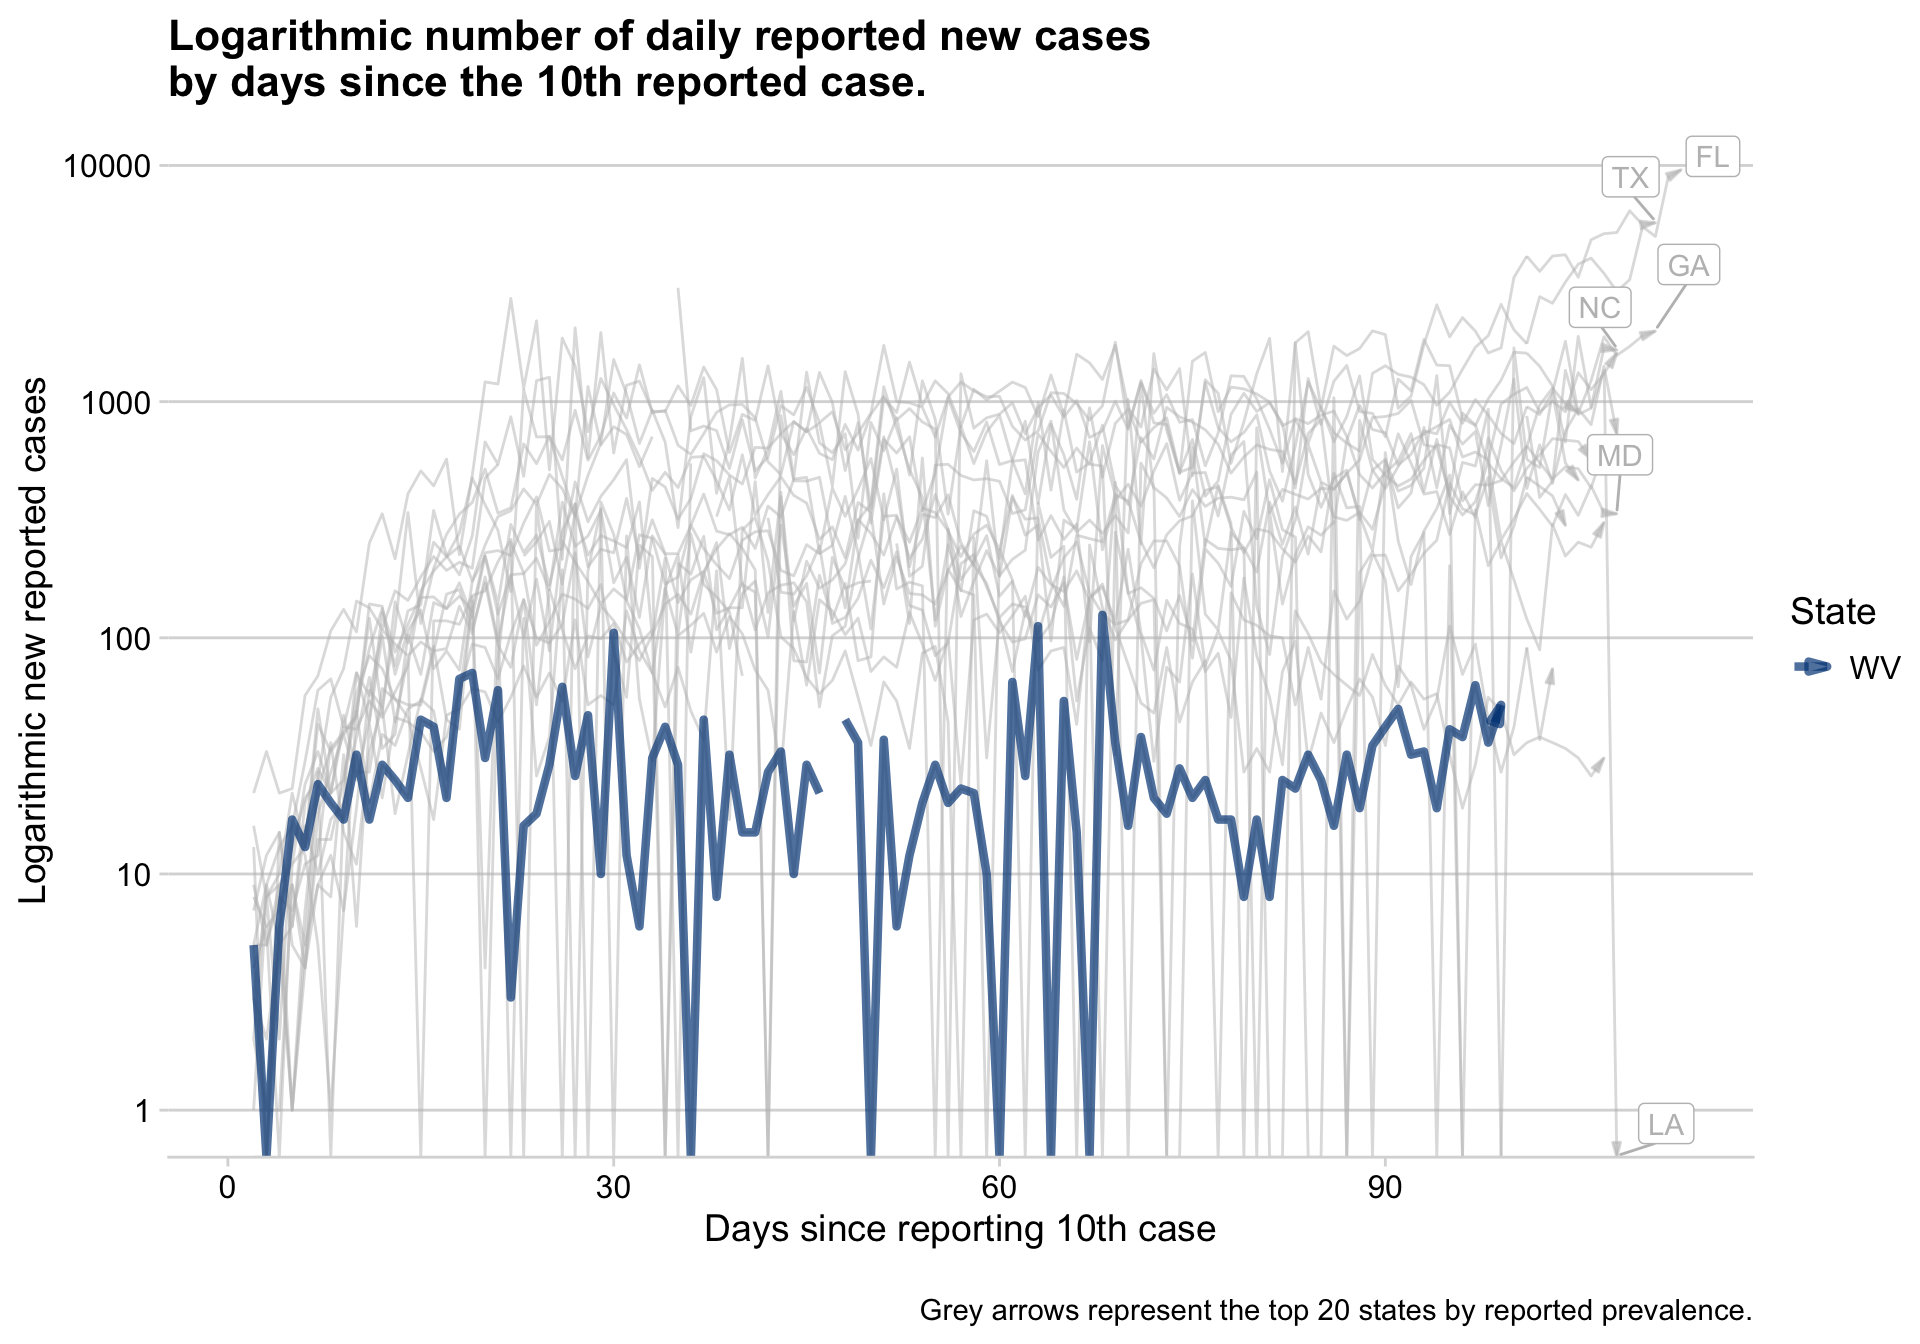 Logarithmic number of daily reported new cases
by days since the 10th reported case.
10000
1000
100
10
1
Logarithmic new reported cases
FL
TX
GA
NC
MD
LA
State
WV
0
30
60
90
Days since reporting 10th case
Grey arrows represent the top 20 states by reported prevalence.